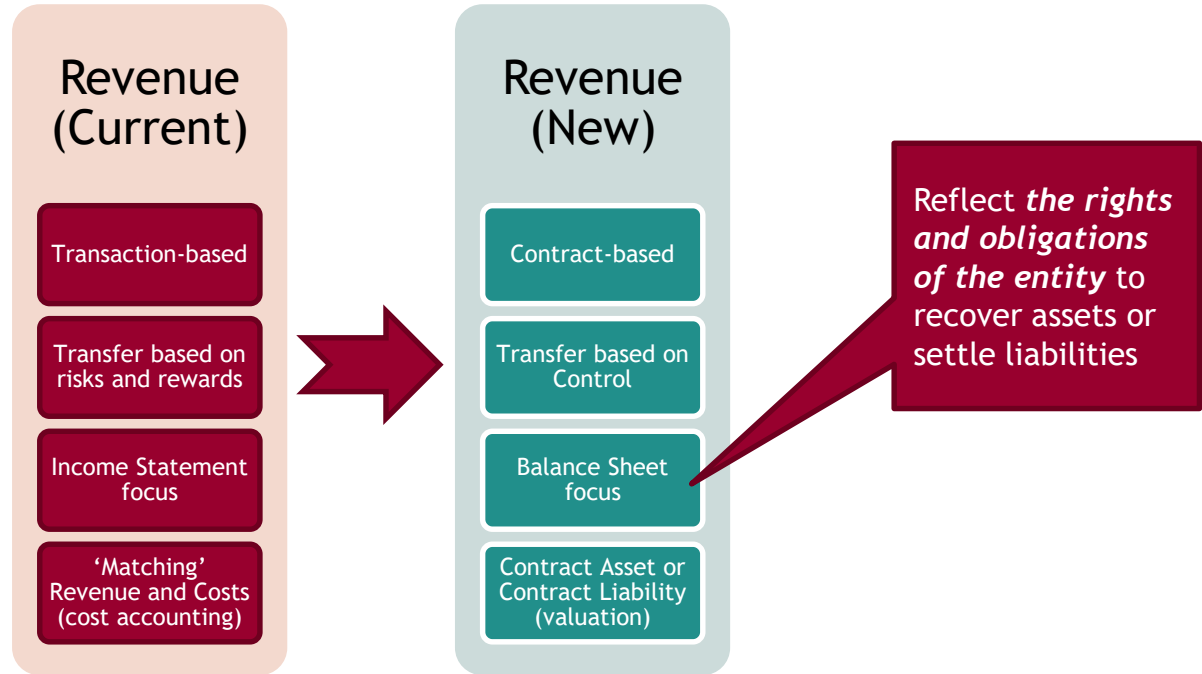 Revenue
(Current)
Transaction-based
Transfer based on
risks and rewards
Income Statement
focus
‘Matching’
Revenue and Costs
(cost accounting)
Revenue
(New)
Contract-based
Transfer based on
Control
Balance Sheet
focus
Contract Asset or
Contract Liability
(valuation)
Reflect the rights
and obligations
of the entity to
recover assets or
settle liabilities